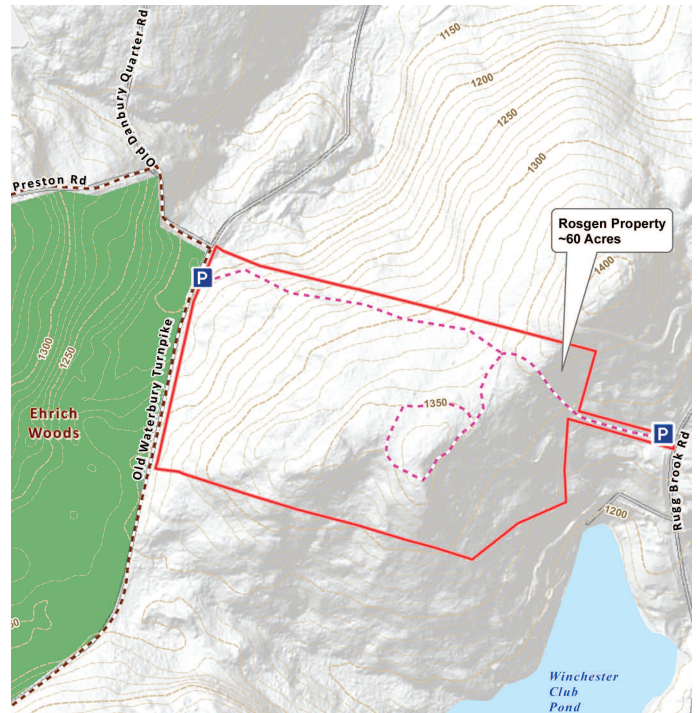 Old Danbury Quarter Rd
1150
1200
1250
1300
Preston Rd
Rosgen Property
~60 Acres
1400
P
Old Waterbury Turnpike
1300
1250
1350
Ehrich
Woods
P
Rugg Brook Rd
1200
Winchester
Club
Pond